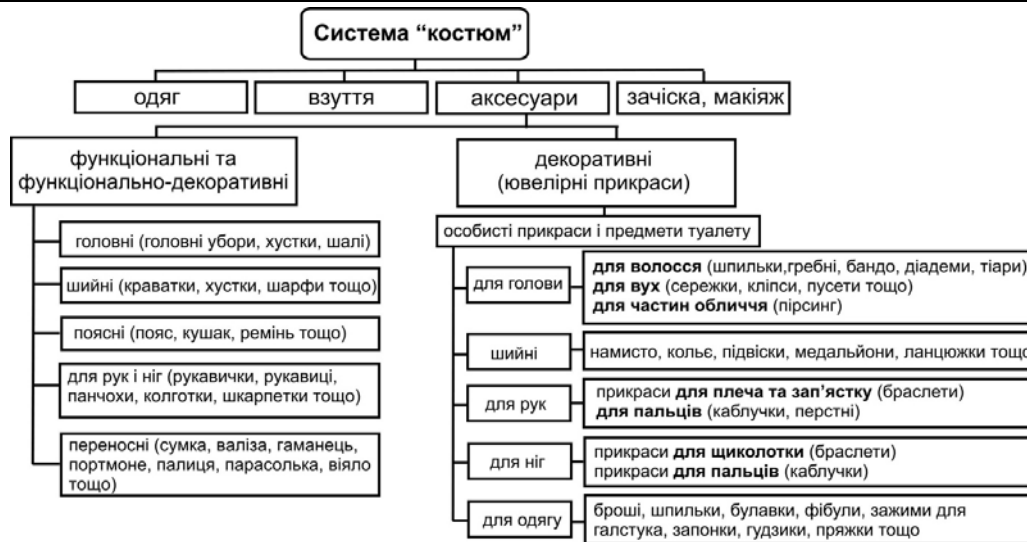 Система “костюм”
одяг
взуття
аксесуари
зачіска, макіяж
функціональні та
функціонально-декоративні
головні (головні убори, хустки, шалі)
шийні (краватки, хустки, шарфи тощо)
поясні (пояс, кушак, ремінь тощо)
для рук і ніг (рукавички, рукавиці,
панчохи, колготки, шкарпетки тощо)
переносні (сумка, валіза, гаманець,
портмоне, палиця, парасолька, віяло
тощо)
декоративні
(ювелірні прикраси)
особисті прикраси і предмети туалету
для голови
для волосся (шпильки,гребні, бандо, діадеми, тіари)
для вух (сережки, кліпси, пусети тощо)
для частин обличчя (пірсинг)
шийні
намисто, кольє, підвіски, медальйони, ланцюжки тощо
для рук
прикраси для плеча та зап’ястку (браслети)
для пальців (каблучки, перстні)
для ніг
прикраси для щиколотки (браслети)
прикраси для пальців (каблучки)
для одягу
броші, шпильки, булавки, фібули, зажими для
галстука, запонки, гудзики, пряжки тощо